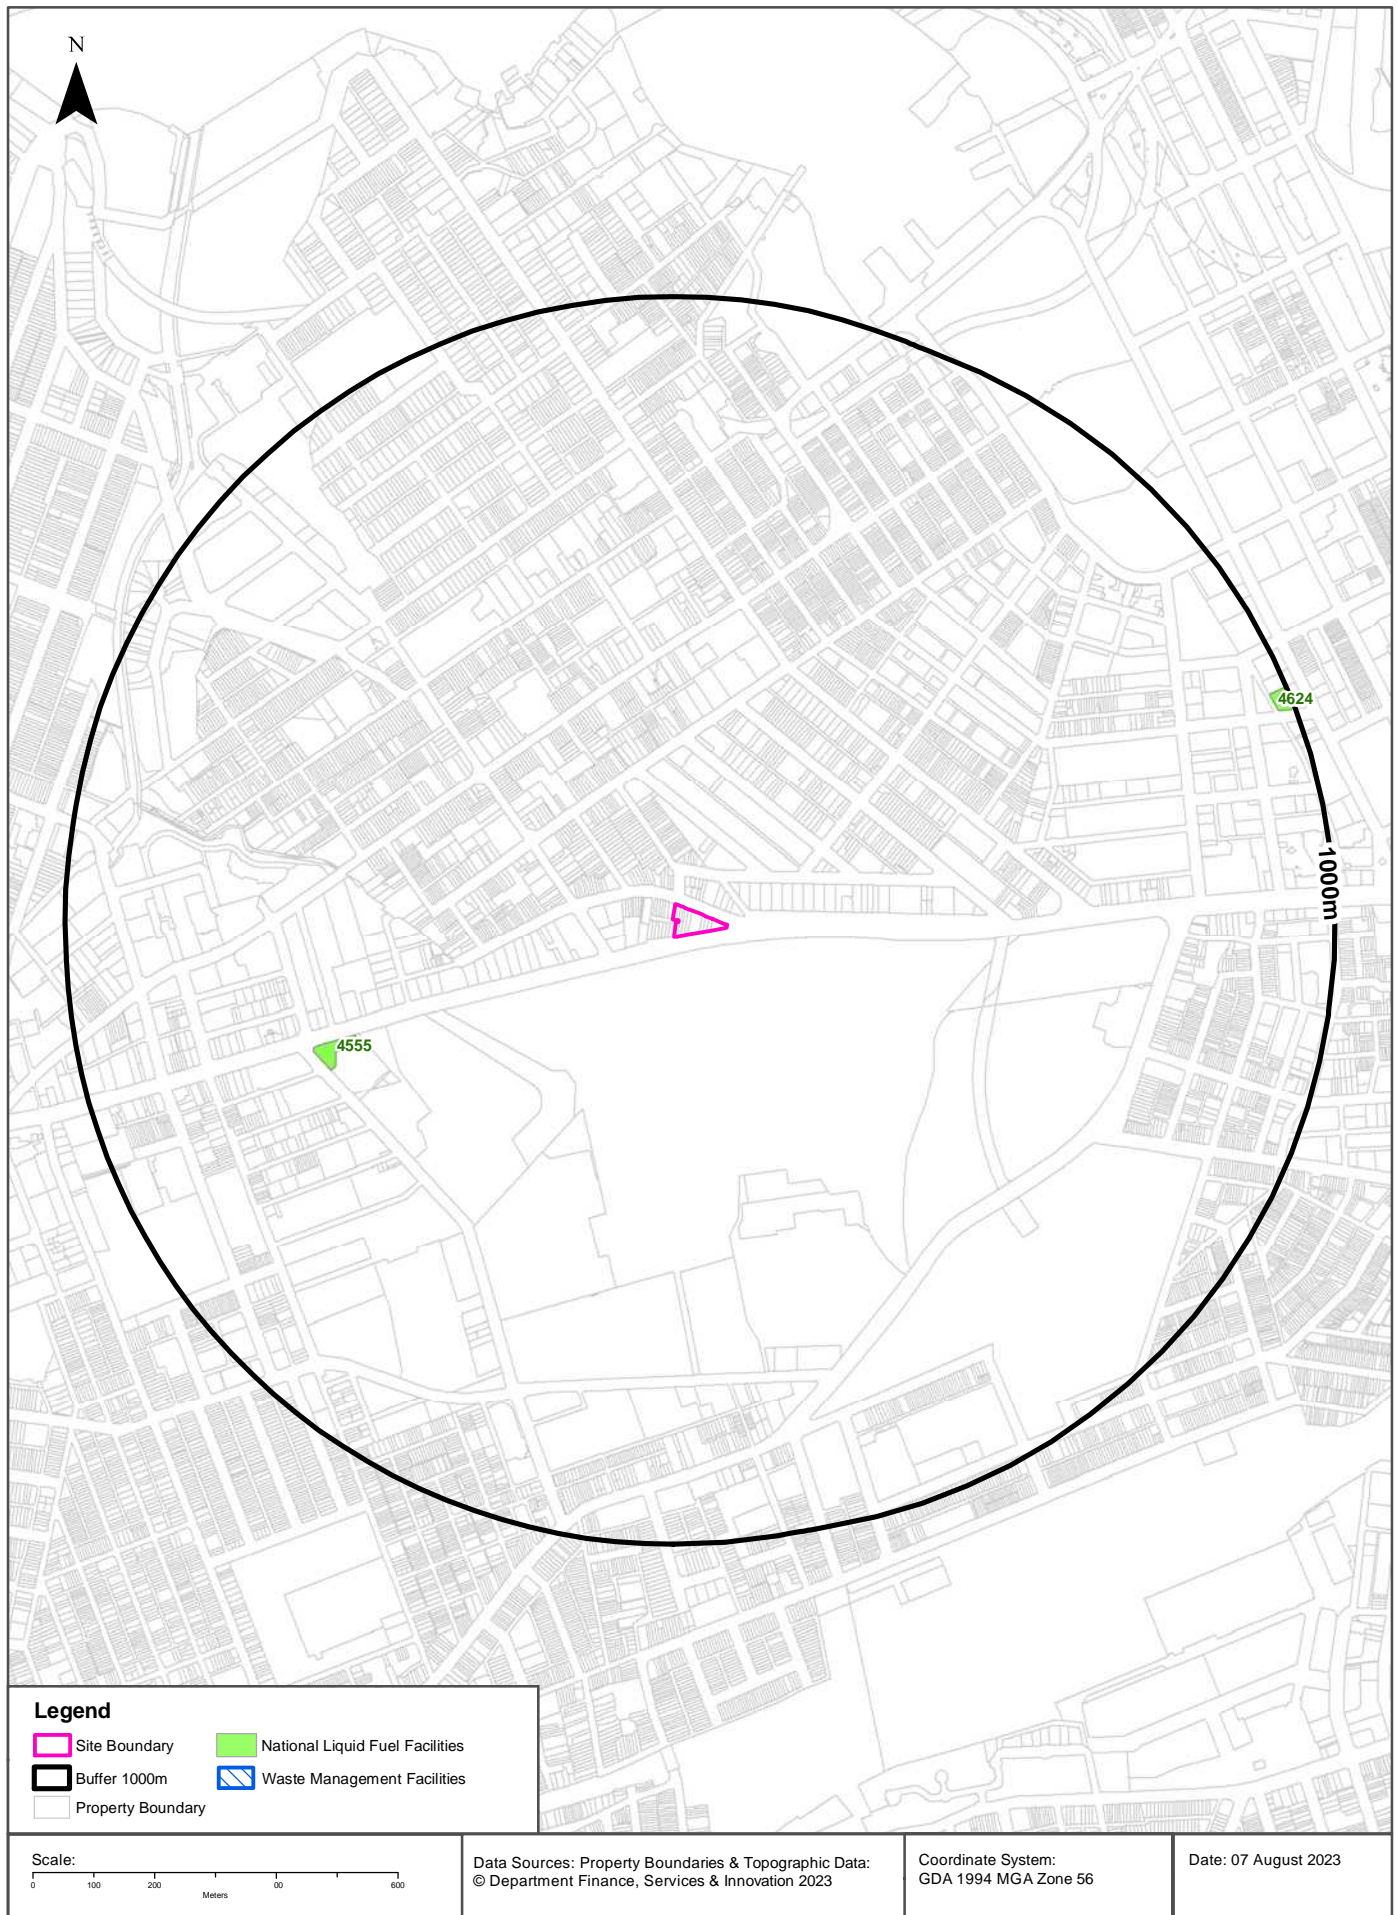 N
4624
1000m
4555
Legend
Site Boundary
National Liquid Fuel Facilities
Buffer 1000m
Waste Management Facilities
Property Boundary
Scale:
0 100 200 00 600
Meters
Data Sources: Property Boundaries & Topographic Data:
© Department Finance, Services & Innovation 2023
Coordinate System:
GDA 1994 MGA Zone 56
Date: 07 August 2023